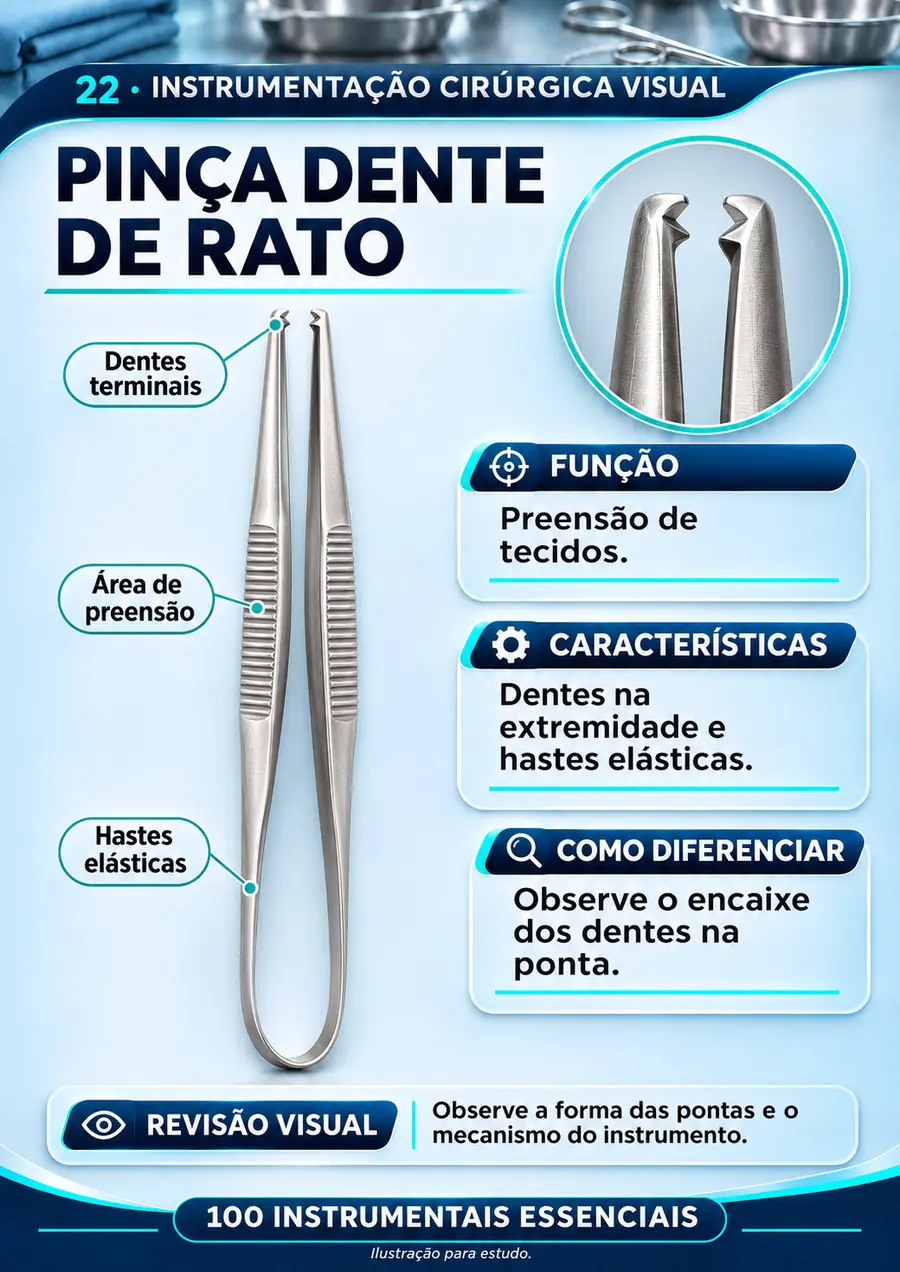 22 • INSTRUMENTAÇÃO CIRÚRGICA VISUAL
PINÇA DENTE
DE RATO
Dentes
terminais
Área de
preensão
Hastes
elásticas
FUNÇÃO
Preensão de
tecidos.
CARACTERÍSTICAS
Dentes na
extremidade e
hastes elásticas.
COMO DIFERENCIAR
Observe o encaixe
dos dentes na
ponta.
REVISÃO VISUAL
Observe a forma das pontas e o
mecanismo do instrumento.
100 INSTRUMENTAIS ESSENCIAIS
Ilustração para estudo.